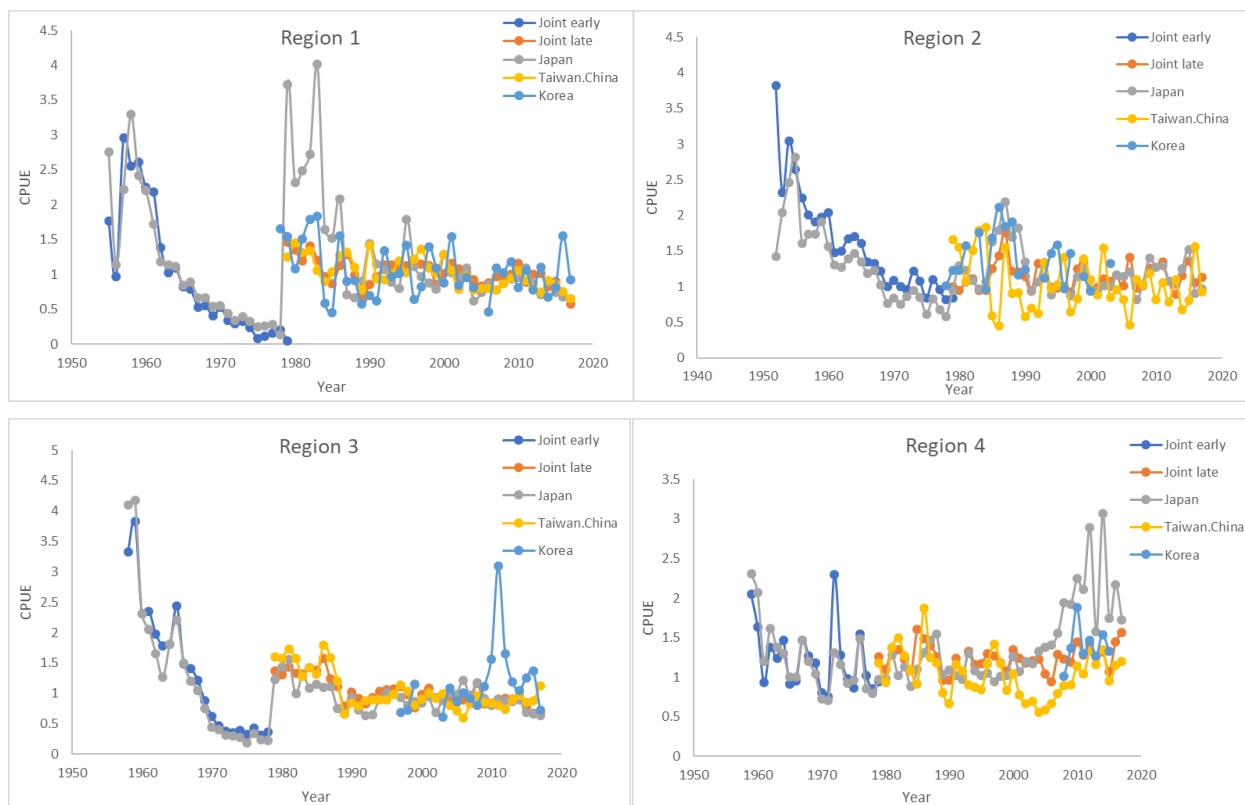 Region 1
Joint early
Joint late
Japan
Taiwan.China
Korea
CPUE
4.5
4
3.5
3
2.5
2
1.5
1
0.5
0
1950 1960 1970 1980 1990 2000 2010 2020
Year
Region 2
Joint early
Joint late
Japan
Taiwan.China
Korea
CPUE
4.5
4
3.5
3
2.5
2
1.5
1
0.5
0
1940 1950 1960 1970 1980 1990 2000 2010 2020
Year
Region 3
Joint early
Joint late
Japan
Taiwan.China
Korea
CPUE
5
4.5
4
3.5
3
2.5
2
1.5
1
0.5
0
1950 1960 1970 1980 1990 2000 2010 2020
Year
Region 4
Joint early
Joint late
Japan
Taiwan.China
Korea
CPUE
4
3.5
3
2.5
2
1.5
1
0.5
0
1950 1960 1970 1980 1990 2000 2010 2020
Year